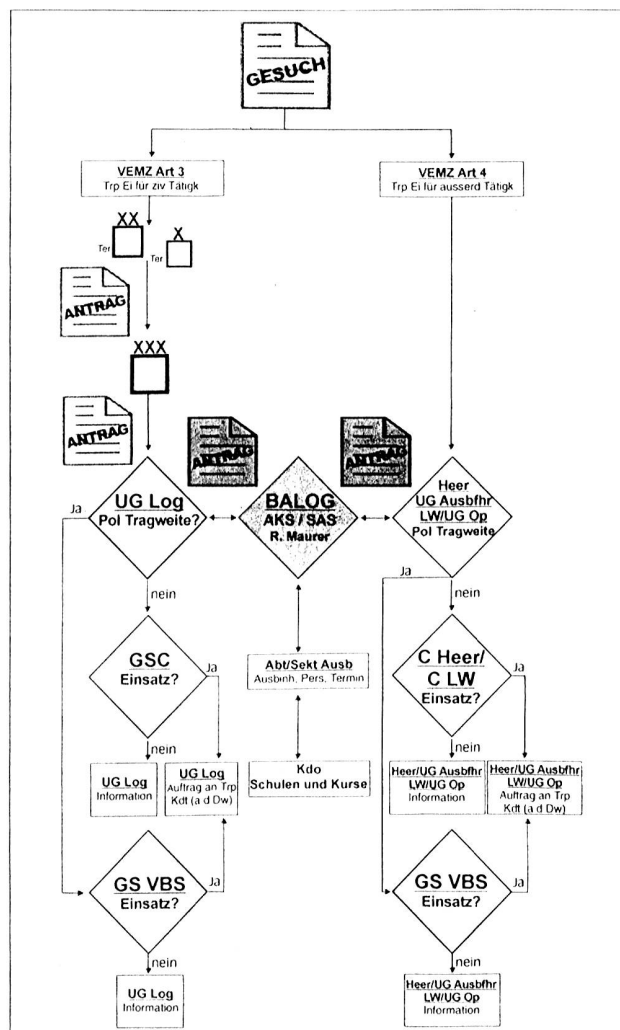 GESUCH
VEMZ Art 3
Trp Ei für ziv Tätigk
VEMZ Art 4
Trp Ei für ausserd Tätigk
XX
Ter
X
Ter
ANTRAG
XXX
ANTRAG
ANTRAG
ANTRAG
UG Log
Pol Tragweite?
BALOG
AKS / SAS
R. Maurer
Heer
UG Ausbfhr
LW/UG Op
Pol Tragweite
Ja
nein
Ja
nein
GSC
Einsatz?
Ja
Abt/Sekt Ausb
Ausbinh, Pers, Termin
C Heer/
C LW
Einsatz?
Ja
nein
nein
UG Log
Information
UG Log
Auftrag an Trp
Kdt (a d Dw)
Kdo
Schulen und Kurse
Heer/UG Ausbfhr
LW/UG Op
Information
Heer/UG Ausbfhr
LW/UG Op
Auftrag an Trp
Kdt (a d Dw)
GS VBS
Einsatz?
Ja
GS VBS
Einsatz?
Ja
nein
nein
UG Log
Information
Heer/UG Ausbfhr
LW/UG Op
Information